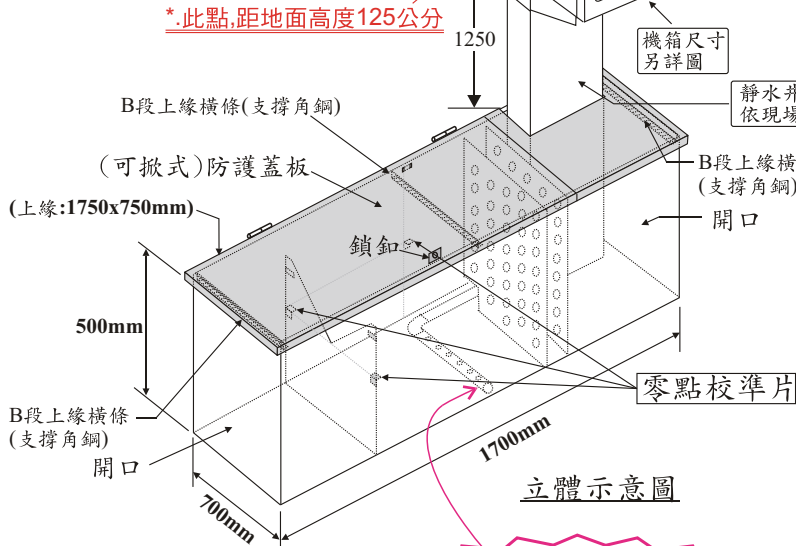 *.此點,距地面高度125公分
1250
機箱尺寸
另詳圖
B段上緣橫條(支撐角鋼)
靜水井
依現場
(可掀式)防護蓋板
B段上緣橫
(支撐角鋼)
(上緣:1750x750mm)
開口
鎖釦
500mm
零點校準片
B段上緣橫條
(支撐角鋼)
開口
1700mm
700mm
立體示意圖